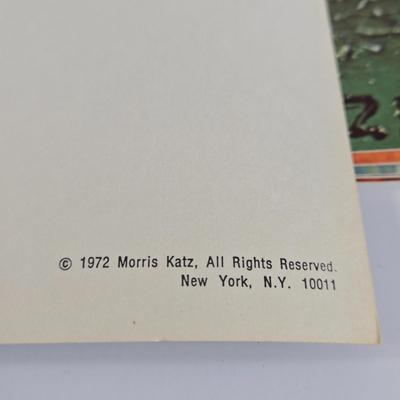 © 1972 Morris Katz, All Rights Reserved.
New York, N.Y. 10011